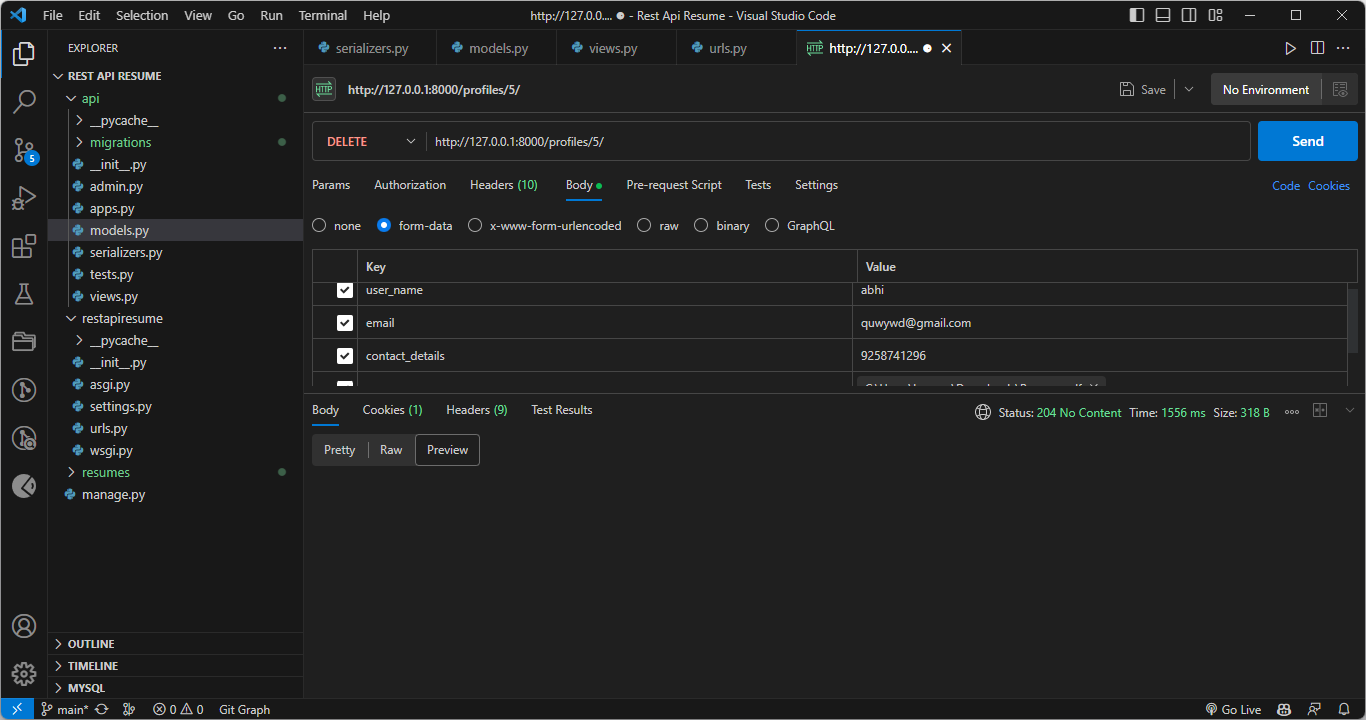 File Edit Selection View Go Run Terminal Help http://127.0.0.... ● - Rest Api Resume - Visual Studio Code
EXPLORER ···
serializers.py models.py views.py urls.py HTTP http://127.0.0.... ●
REST API RESUME
HTTP http://127.0.0.1:8000/profiles/5/ Save No Environment
api
__pycache__
migrations
__init__.py
admin.py
apps.py
models.py
serializers.py
tests.py
views.py
restapiresume
__pycache__
__init__.py
asgi.py
settings.py
urls.py
wsgi.py
resumes
manage.py
OUTLINE
TIMELINE
MYSQL
5
DELETE http://127.0.0.1:8000/profiles/5/ Send
Params Authorization Headers (10) Body Pre-request Script Tests Settings Code Cookies
none form-data x-www-form-urlencoded raw binary GraphQL
Key Value
user_name abhi
email quwywd@gmail.com
contact_details 9258741296
Body Cookies (1) Headers (9) Test Results Status: 204 No Content Time: 1556 ms Size: 318 B
Pretty Raw Preview
main* 0 0 Git Graph Go Live